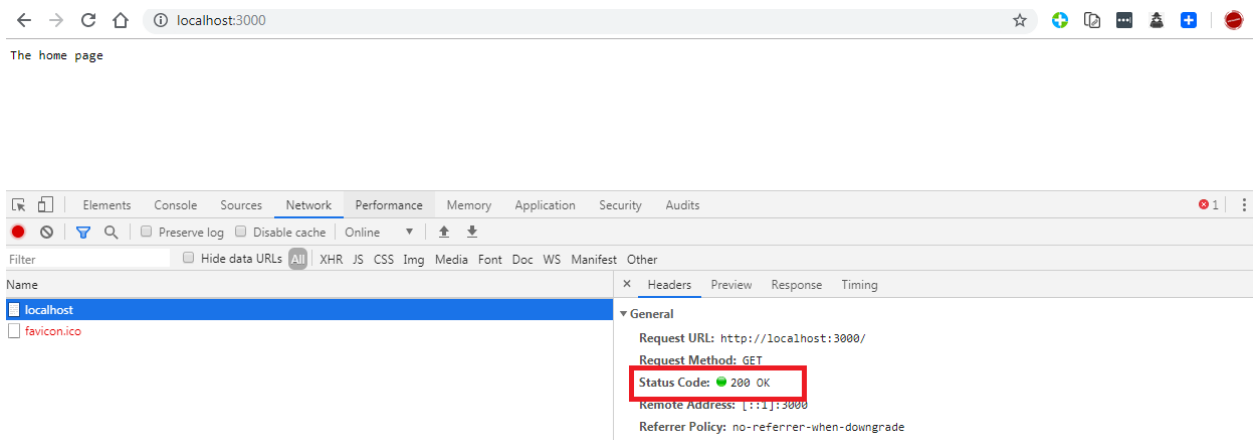 localhost:3000
The home page
Elements Console Sources Network Performance Memory Application Security Audits 1
Preserve log Disable cache Online
Filter Hide data URLs All XHR JS CSS Img Media Font Doc WS Manifest Other
Name × Headers Preview Response Timing
localhost
General
favicon.ico
Request URL: http://localhost:3000/
Request Method: GET
Status Code: 200 OK
Remote Address: [::1]:3000
Referrer Policy: no-referrer-when-downgrade